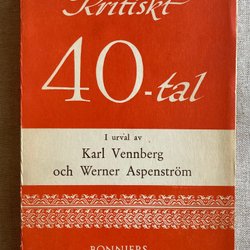 Kritiskt
40-tal
I urval av
Karl Vennberg
och Werner Aspenström
BONNIERS